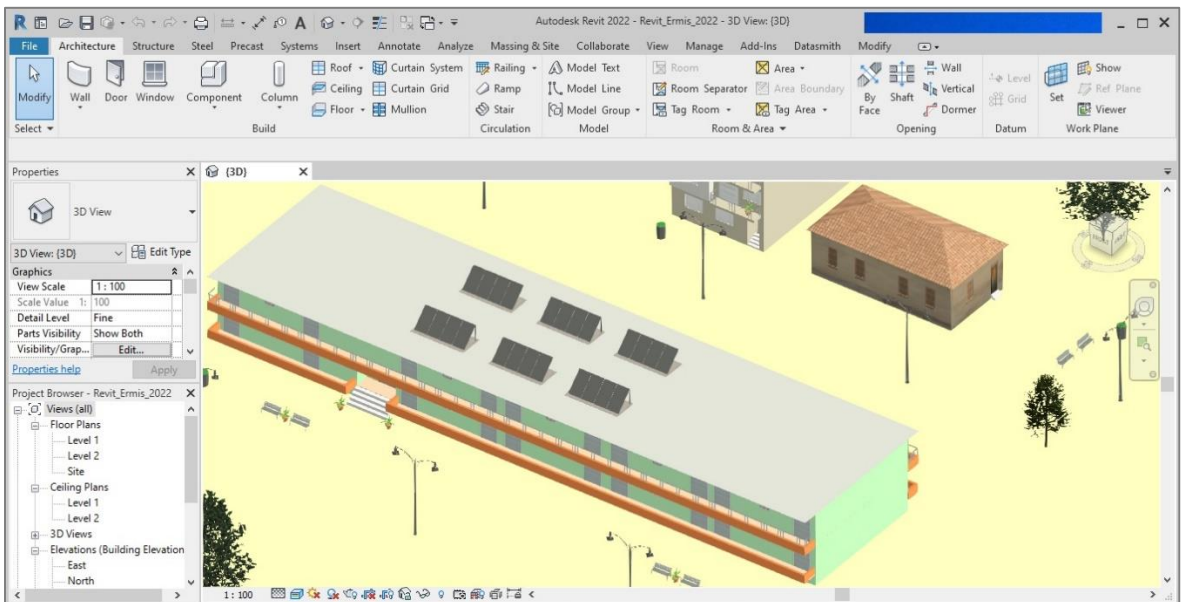 Autodesk Revit 2022 - Revit_Ermis_2022 - 3D View: {3D}
File Architecture Structure Steel Precast Systems Insert Annotate Analyze Massing & Site Collaborate View Manage Add-Ins Datasmith Modify
Modify
Wall
Door
Window
Component
Column
Roof
Ceiling
Floor
Curtain System
Curtain Grid
Mullion
Railing
Ramp
Stair
Model Text
Model Line
Model Group
Room
Room Separator
Tag Room
Area
Area Boundary
Tag Area
By
Face
Shaft
Wall
Vertical
Dormer
Level
Grid
Set
Show
Ref Plane
Viewer
Select Build Circulation Model Room & Area Opening Datum Work Plane
Properties
{3D}
3D View
3D View: {3D} Edit Type
Graphics
View Scale 1 : 100
Scale Value 1: 100
Detail Level Fine
Parts Visibility Show Both
Visibility/Grap... Edit...
Properties help Apply
Project Browser - Revit_Ermis_2022
Views (all)
Floor Plans
Level 1
Level 2
Site
Ceiling Plans
Level 1
Level 2
3D Views
Elevations (Building Elevation
East
North
1 : 100